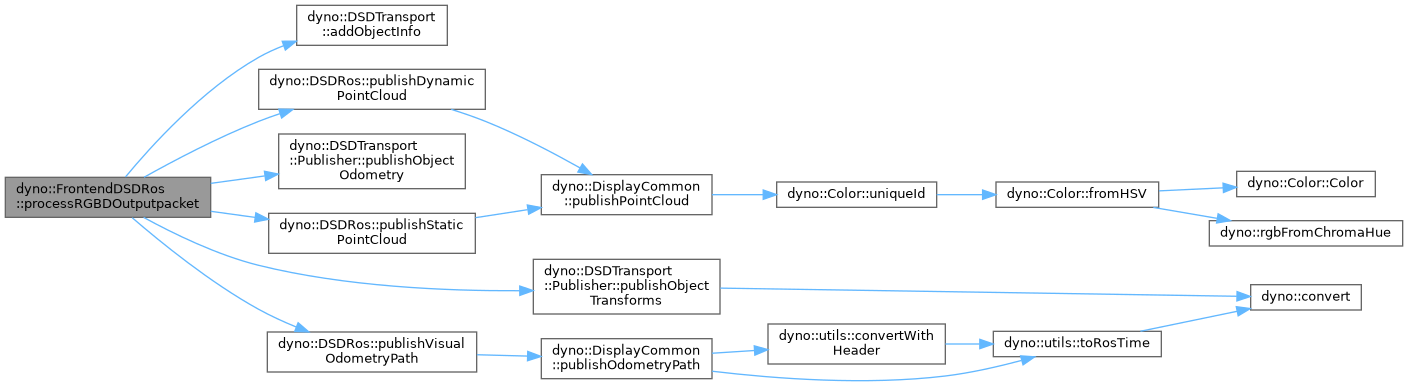 dyno::FrontendDSDRos
::processRGBDOutputpacket
dyno::DSDTransport
::addObjectInfo
dyno::DSDRos::publishDynamic
PointCloud
dyno::DSDTransport
::Publisher::publishObject
Odometry
dyno::DSDRos::publishStatic
PointCloud
dyno::DSDTransport
::Publisher::publishObject
Transforms
dyno::DSDRos::publishVisual
OdometryPath
dyno::DisplayCommon
::publishPointCloud
dyno::Color::uniqueId
dyno::Color::fromHSV
dyno::Color::Color
dyno::rgbFromChromaHue
dyno::convert
dyno::DisplayCommon
::publishOdometryPath
dyno::utils::convertWith
Header
dyno::utils::toRosTime